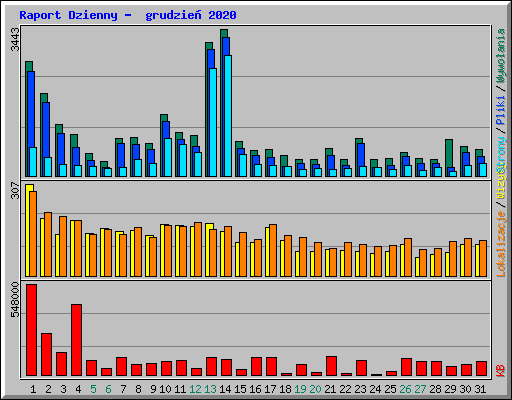 Raport Dzienny -  grudzień 2020
3443
307
548000
Wywołania / Pliki / Strony
Lokalizacje / Wizyt
KB
1 2 3 4 5 6 7 8 9 10 11 12 13 14 15 16 17 18 19 20 21 22 23 24 25 26 27 28 29 30 31